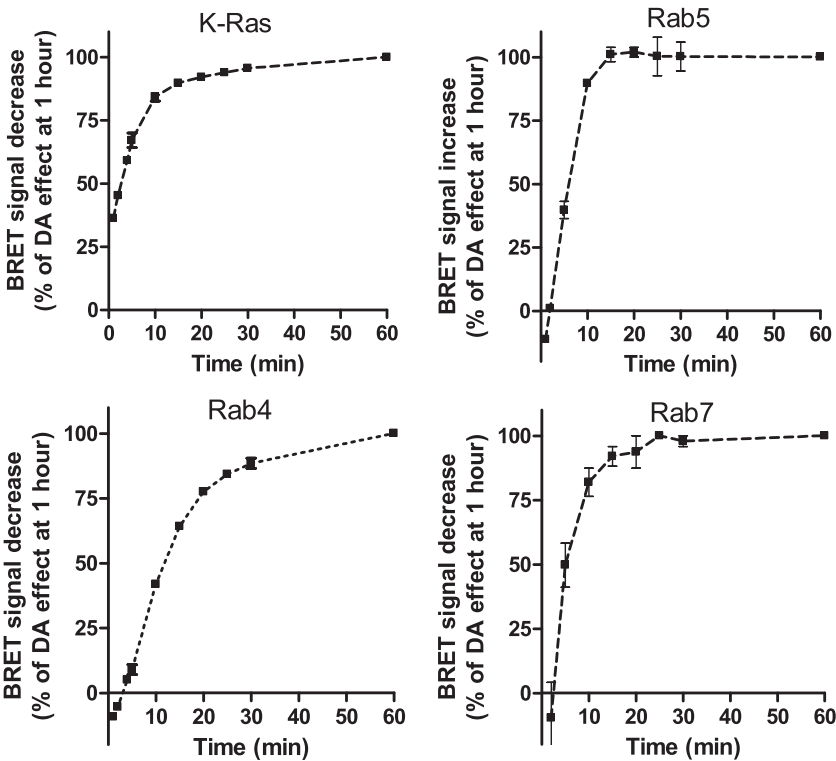 K-Ras
BRET signal decrease
(% of DA effect at 1 hour)
100
75
50
25
0
0 10 20 30 40 50 60
Time (min)
Rab5
BRET signal increase
(% of DA effect at 1 hour)
100
75
50
25
0
10 20 30 40 50 60
Time (min)
Rab4
BRET signal decrease
(% of DA effect at 1 hour)
100
75
50
25
0
10 20 30 40 50 60
Time (min)
Rab7
BRET signal decrease
(% of DA effect at 1 hour)
100
75
50
25
0
10 20 30 40 50 60
Time (min)